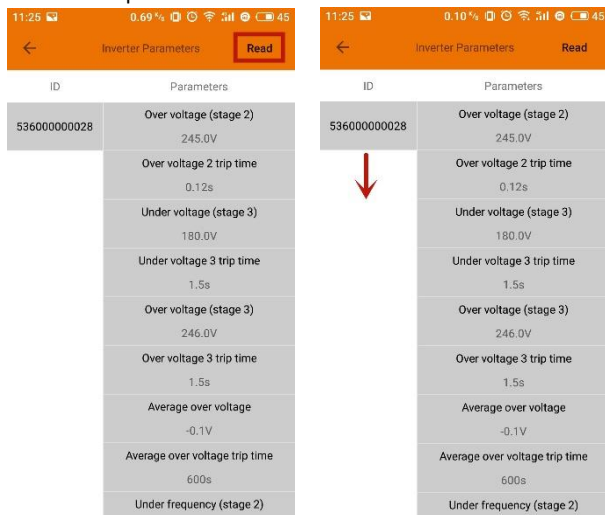 11:25 0.69 K/s 45
Inverter Parameters Read
ID Parameters
536000000028
Over voltage (stage 2)
245.0V
Over voltage 2 trip time
0.12s
Under voltage (stage 3)
180.0V
Under voltage 3 trip time
1.5s
Over voltage (stage 3)
246.0V
Over voltage 3 trip time
1.5s
Average over voltage
-0.1V
Average over voltage trip time
600s
Under frequency (stage 2)
11:25 0.10 K/s 45
Inverter Parameters Read
ID Parameters
536000000028
Over voltage (stage 2)
245.0V
Over voltage 2 trip time
0.12s
Under voltage (stage 3)
180.0V
Under voltage 3 trip time
1.5s
Over voltage (stage 3)
246.0V
Over voltage 3 trip time
1.5s
Average over voltage
-0.1V
Average over voltage trip time
600s
Under frequency (stage 2)